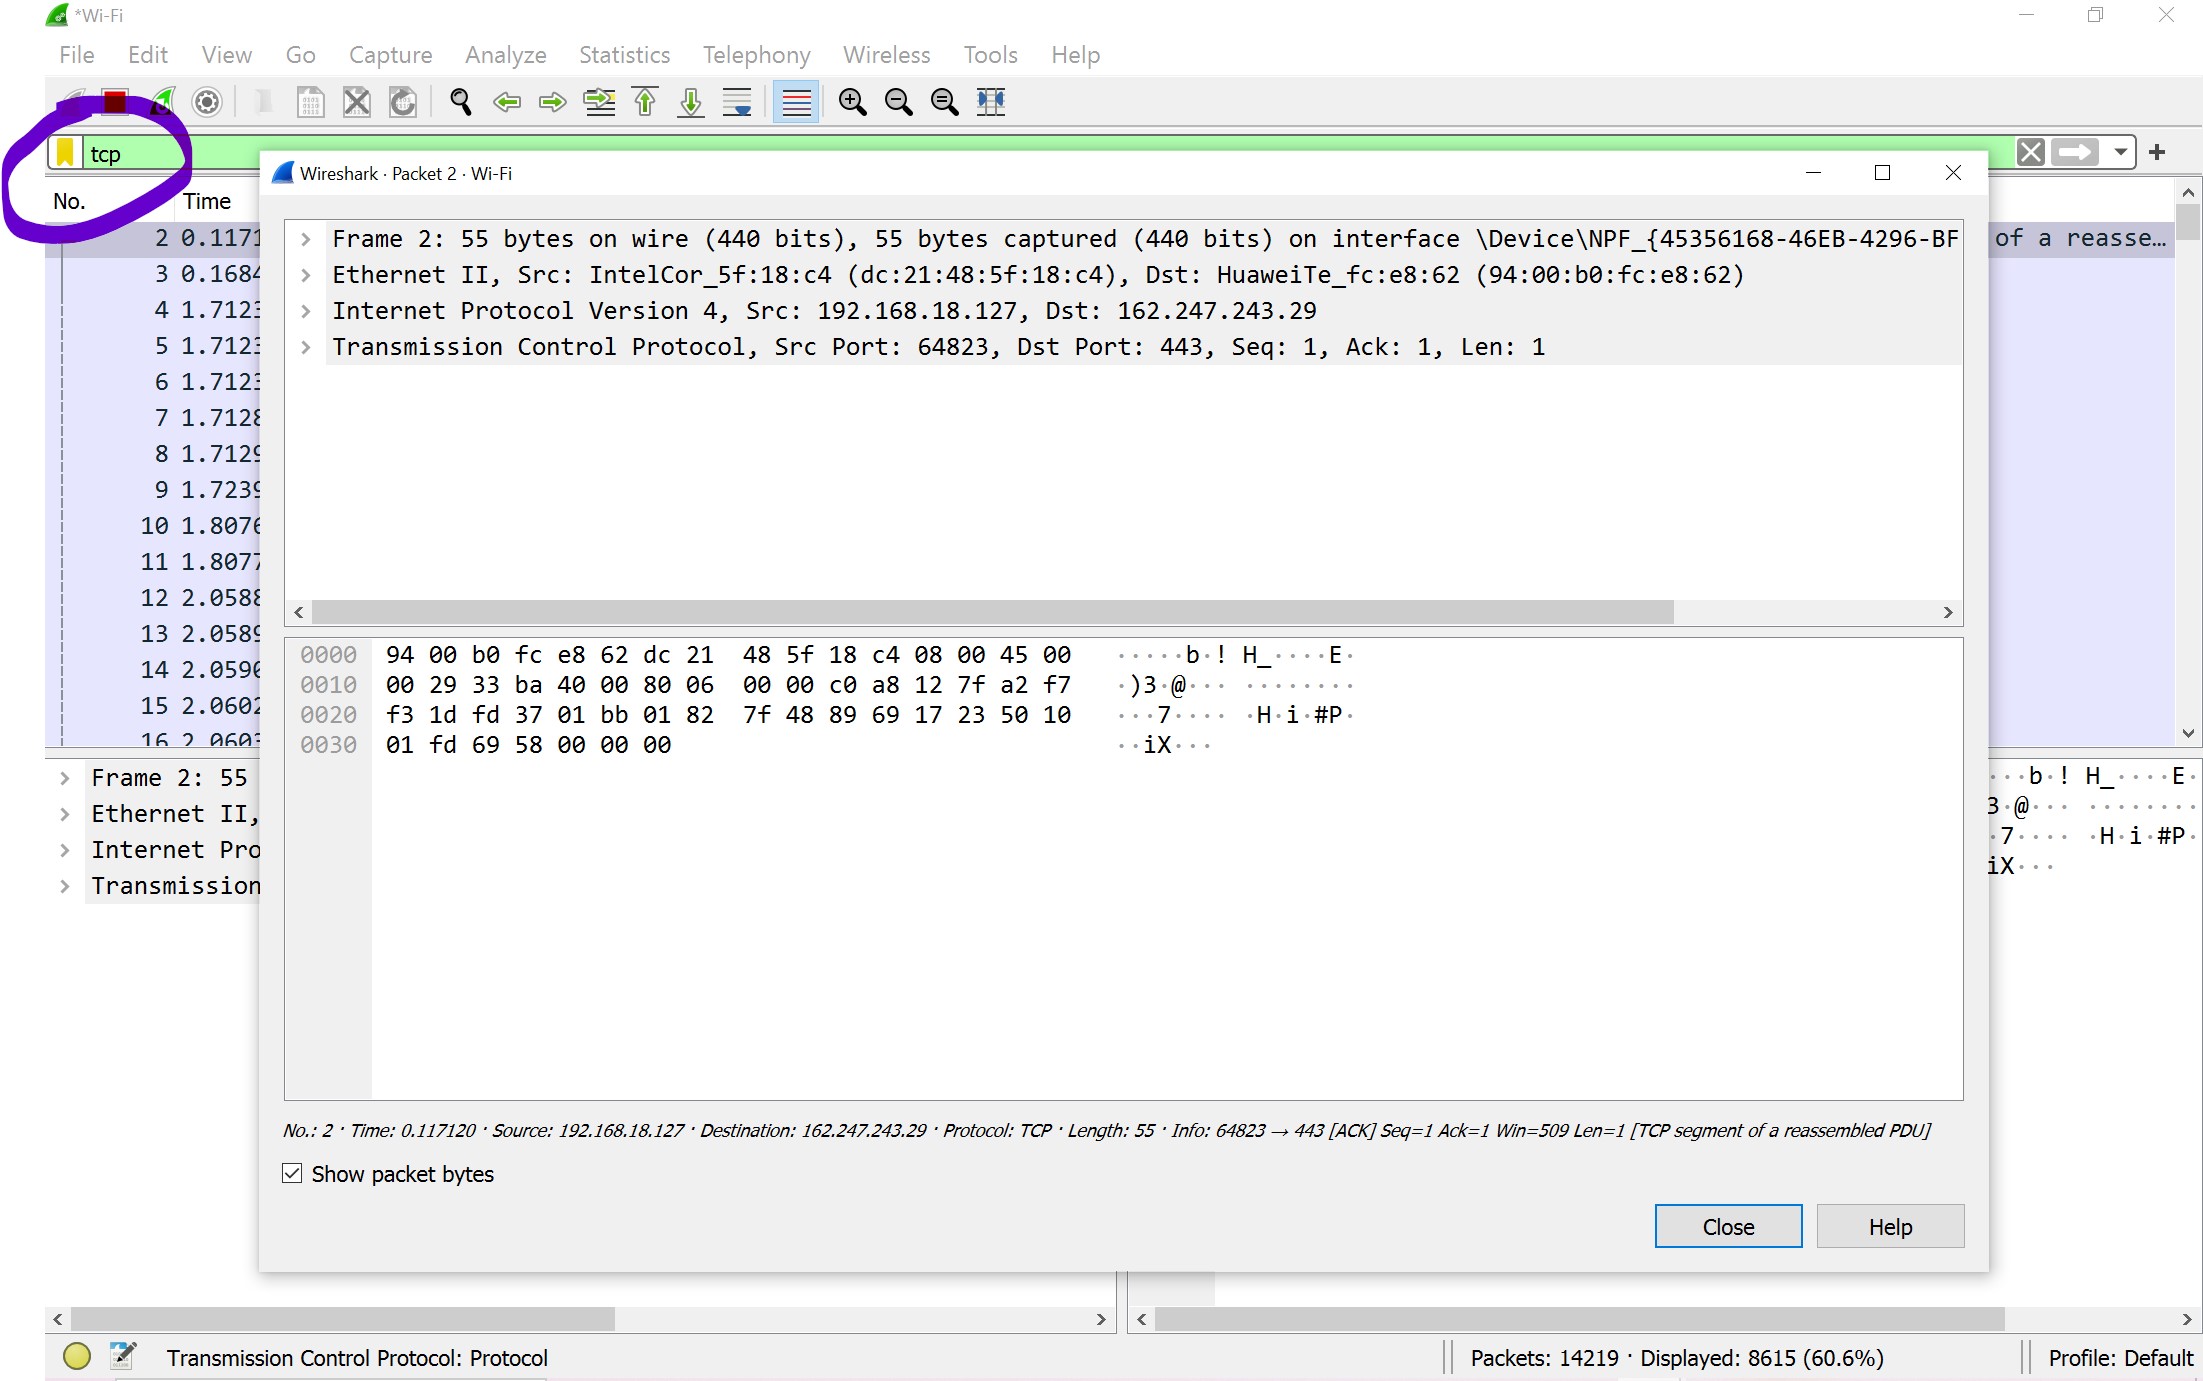 *Wi-Fi
File Edit View Go Capture Analyze Statistics Telephony Wireless Tools Help
tcp
No. Time
2 0.1171
3 0.1684
4 1.7123
5 1.7123
6 1.7123
7 1.7128
8 1.7129
9 1.7239
10 1.8076
11 1.8077
12 2.0588
13 2.0589
14 2.0590
15 2.0602
16 2.0603
of a reasse…
Wireshark · Packet 2 · Wi-Fi
Frame 2: 55 bytes on wire (440 bits), 55 bytes captured (440 bits) on interface \Device\NPF_{45356168-46EB-4296-BF
Ethernet II, Src: IntelCor_5f:18:c4 (dc:21:48:5f:18:c4), Dst: HuaweiTe_fc:e8:62 (94:00:b0:fc:e8:62)
Internet Protocol Version 4, Src: 192.168.18.127, Dst: 162.247.243.29
Transmission Control Protocol, Src Port: 64823, Dst Port: 443, Seq: 1, Ack: 1, Len: 1
0000 94 00 b0 fc e8 62 dc 21 48 5f 18 c4 08 00 45 00 ·····b·! H_····E·
0010 00 29 33 ba 40 00 80 06 00 00 c0 a8 12 7f a2 f7 ·)3·@··· ········
0020 f3 1d fd 37 01 bb 01 82 7f 48 89 69 17 23 50 10 ···7···· ·H·i·#P·
0030 01 fd 69 58 00 00 00 ··iX···
No.: 2 · Time: 0.117120 · Source: 192.168.18.127 · Destination: 162.247.243.29 · Protocol: TCP · Length: 55 · Info: 64823 → 443 [ACK] Seq=1 Ack=1 Win=509 Len=1 [TCP segment of a reassembled PDU]
Show packet bytes
Close Help
Frame 2: 55
Ethernet II,
Internet Pro
Transmission
···b·! H_····E·
3·@··· ········
·7···· ·H·i·#P·
iX···
Transmission Control Protocol: Protocol
Packets: 14219 · Displayed: 8615 (60.6%)
Profile: Default